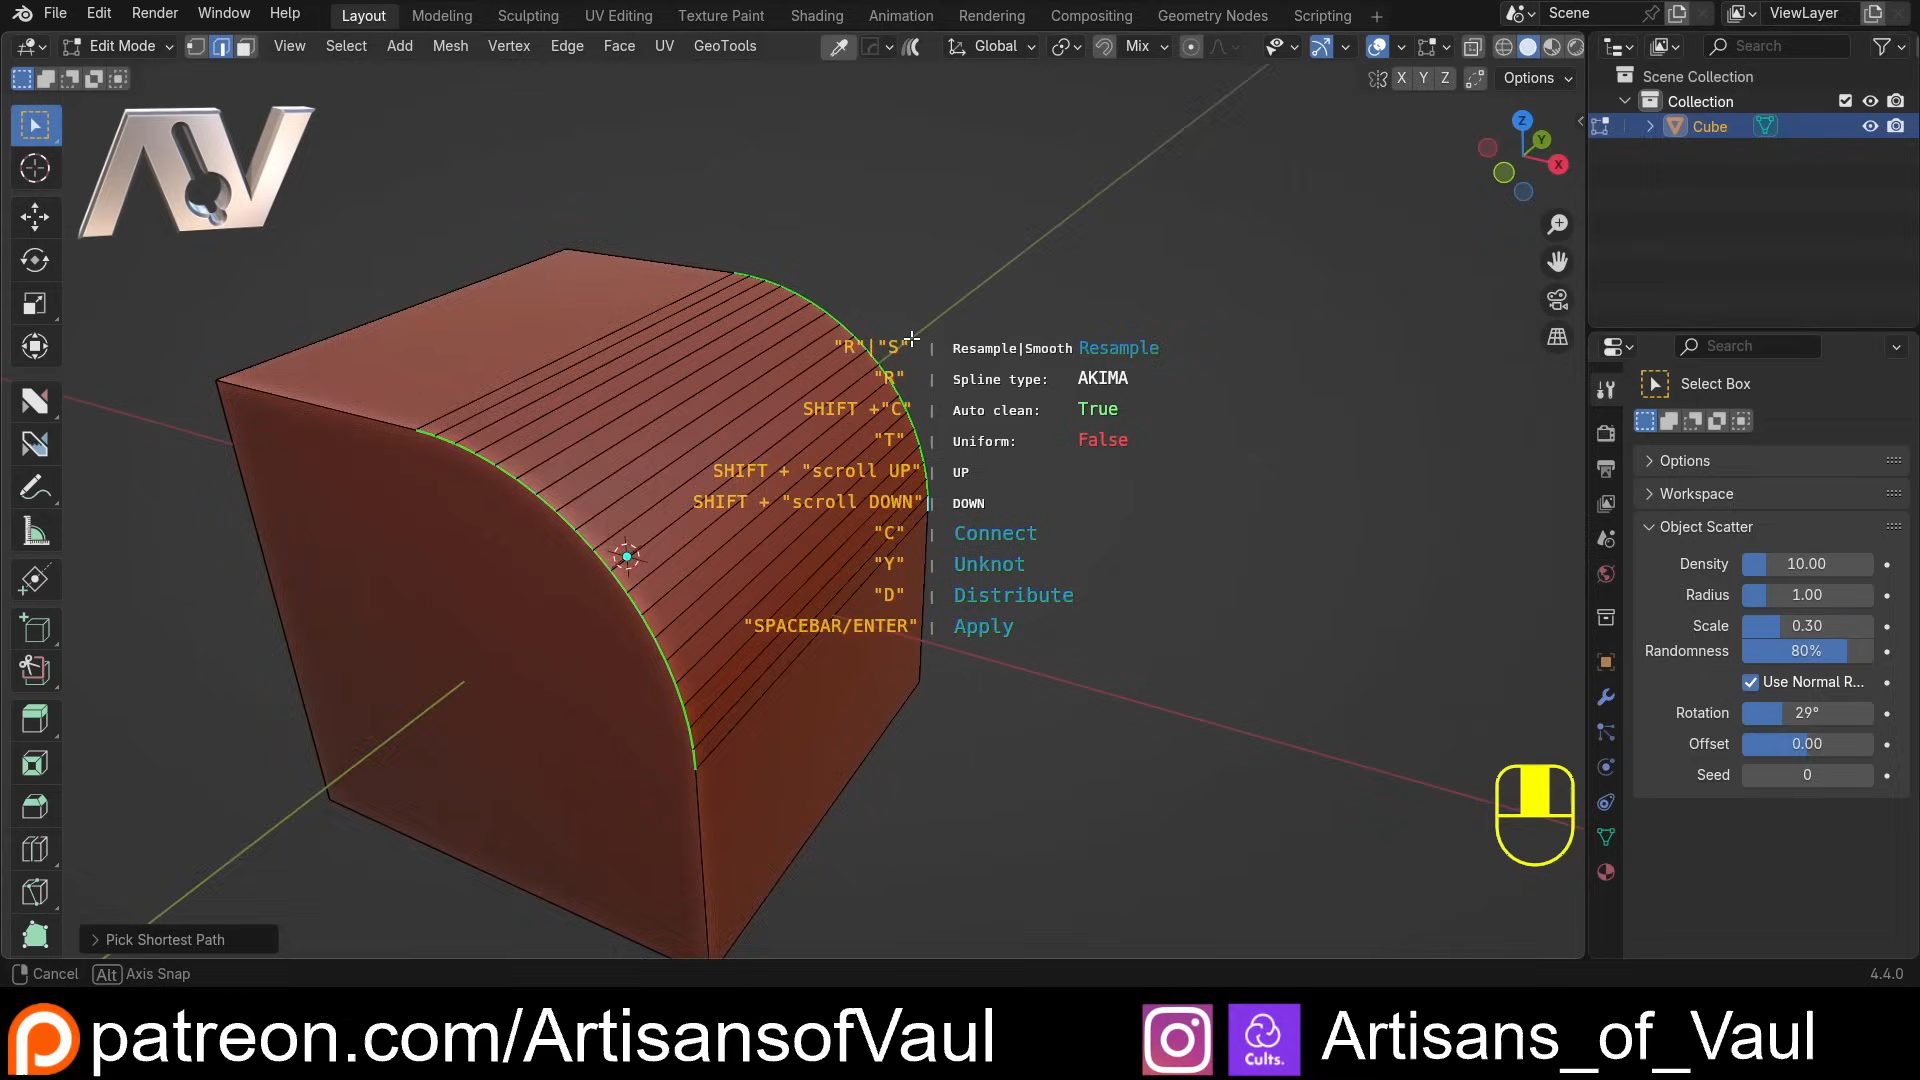 File Edit Render Window Help Layout Modeling Sculpting UV Editing Texture Paint Shading Animation Rendering Compositing Geometry Nodes Scripting + Scene ViewLayer
Edit Mode View Select Add Mesh Vertex Edge Face UV GeoTools Global Mix Search
X Y Z Options
Scene Collection
Collection
Cube
AV
Z
Y
X
"R"|"S" | Resample|Smooth Resample
"R" | Spline type: AKIMA
SHIFT +"C" | Auto clean: True
"T" | Uniform: False
SHIFT + "scroll UP" | UP
SHIFT + "scroll DOWN" | DOWN
"C" | Connect
"Y" | Unknot
"D" | Distribute
"SPACEBAR/ENTER" | Apply
Search
Select Box
Options
Workspace
Object Scatter
Density 10.00
Radius 1.00
Scale 0.30
Randomness 80%
Use Normal R...
Rotation 29°
Offset 0.00
Seed 0
Pick Shortest Path
Cancel Alt Axis Snap 4.4.0
patreon.com/ArtisansofVaul Cults. Artisans_of_Vaul